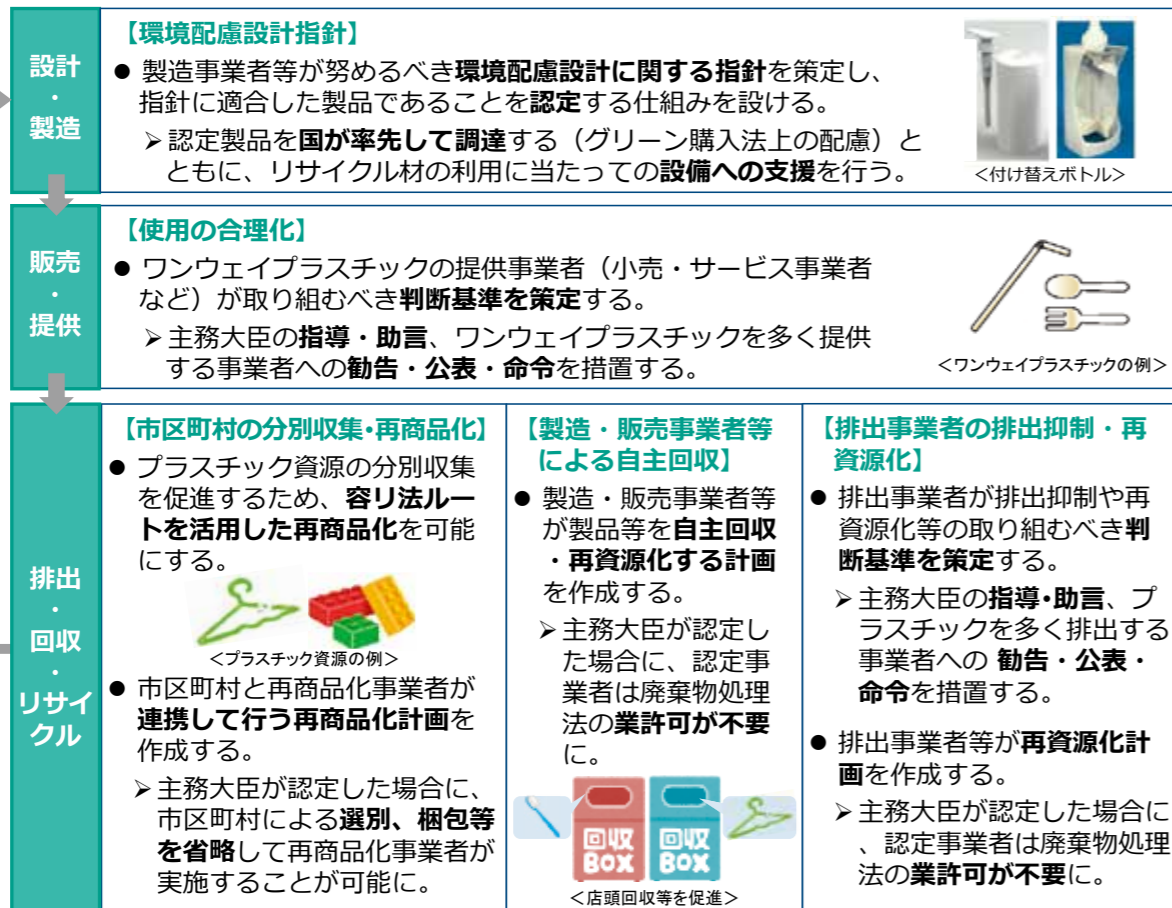 設計
・
製造
【環境配慮設計指針】
● 製造事業者等が努めるべき環境配慮設計に関する指針を策定し、
指針に適合した製品であることを認定する仕組みを設ける。
➢認定製品を国が率先して調達する（グリーン購入法上の配慮）と
ともに、リサイクル材の利用に当たっての設備への支援を行う。
＜付け替えボトル＞
販売
・
提供
【使用の合理化】
● ワンウェイプラスチックの提供事業者（小売・サービス事業者
など）が取り組むべき判断基準を策定する。
➢主務大臣の指導・助言、ワンウェイプラスチックを多く提供
する事業者への勧告・公表・命令を措置する。
＜ワンウェイプラスチックの例＞
排出
・
回収
・
リサイ
クル
【市区町村の分別収集・再商品化】
● プラスチック資源の分別収集
を促進するため、容リ法ルー
トを活用した再商品化を可能
にする。
＜プラスチック資源の例＞
● 市区町村と再商品化事業者が
連携して行う再商品化計画を
作成する。
➢主務大臣が認定した場合に、
市区町村による選別、梱包等
を省略して再商品化事業者が
実施することが可能に。
【製造・販売事業者等
による自主回収】
● 製造・販売事業者等
が製品等を自主回収
・再資源化する計画
を作成する。
➢主務大臣が認定し
た場合に、認定事
業者は廃棄物処理
法の業許可が不要
に。
回収
BOX
回収
BOX
＜店頭回収等を促進＞
【排出事業者の排出抑制・再
資源化】
● 排出事業者が排出抑制や再
資源化等の取り組むべき判
断基準を策定する。
➢主務大臣の指導・助言、プ
ラスチックを多く排出する
事業者への 勧告・公表・
命令を措置する。
● 排出事業者等が再資源化計
画を作成する。
➢主務大臣が認定した場合に
、認定事業者は廃棄物処理
法の業許可が不要に。